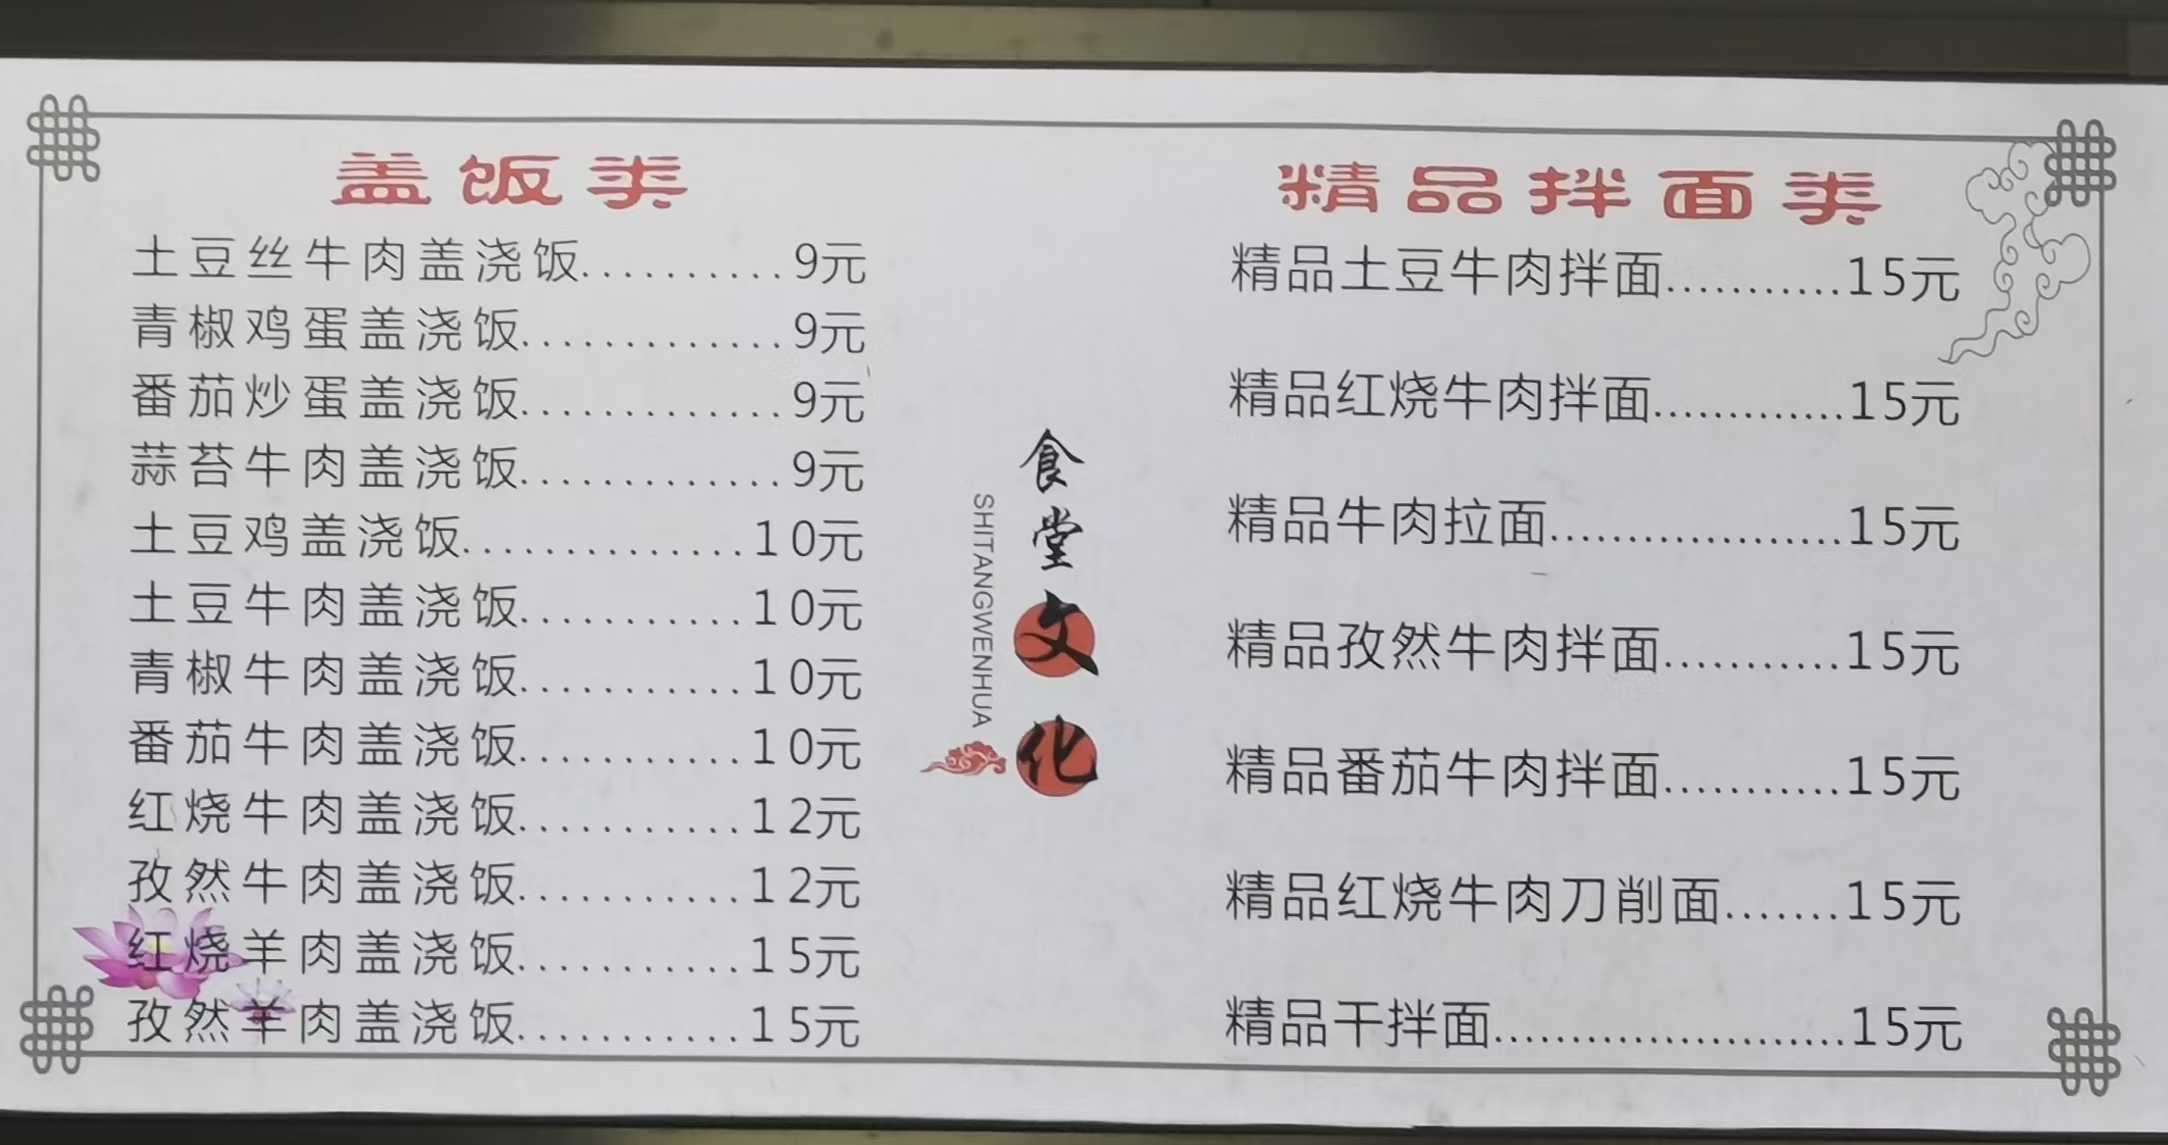 盖饭类
土豆丝牛肉盖浇饭..........9元
青椒鸡蛋盖浇饭.............9元
番茄炒蛋盖浇饭.............9元
蒜苔牛肉盖浇饭.............9元
土豆鸡盖浇饭..............10元
土豆牛肉盖浇饭...........10元
青椒牛肉盖浇饭...........10元
番茄牛肉盖浇饭...........10元
红烧牛肉盖浇饭...........12元
孜然牛肉盖浇饭...........12元
红烧羊肉盖浇饭...........15元
孜然羊肉盖浇饭...........15元
食堂文化
SHITANGWENHUA
精品拌面类
精品土豆牛肉拌面...........15元
精品红烧牛肉拌面............15元
精品牛肉拉面...................15元
精品孜然牛肉拌面...........15元
精品番茄牛肉拌面...........15元
精品红烧牛肉刀削面.......15元
精品干拌面.......................15元